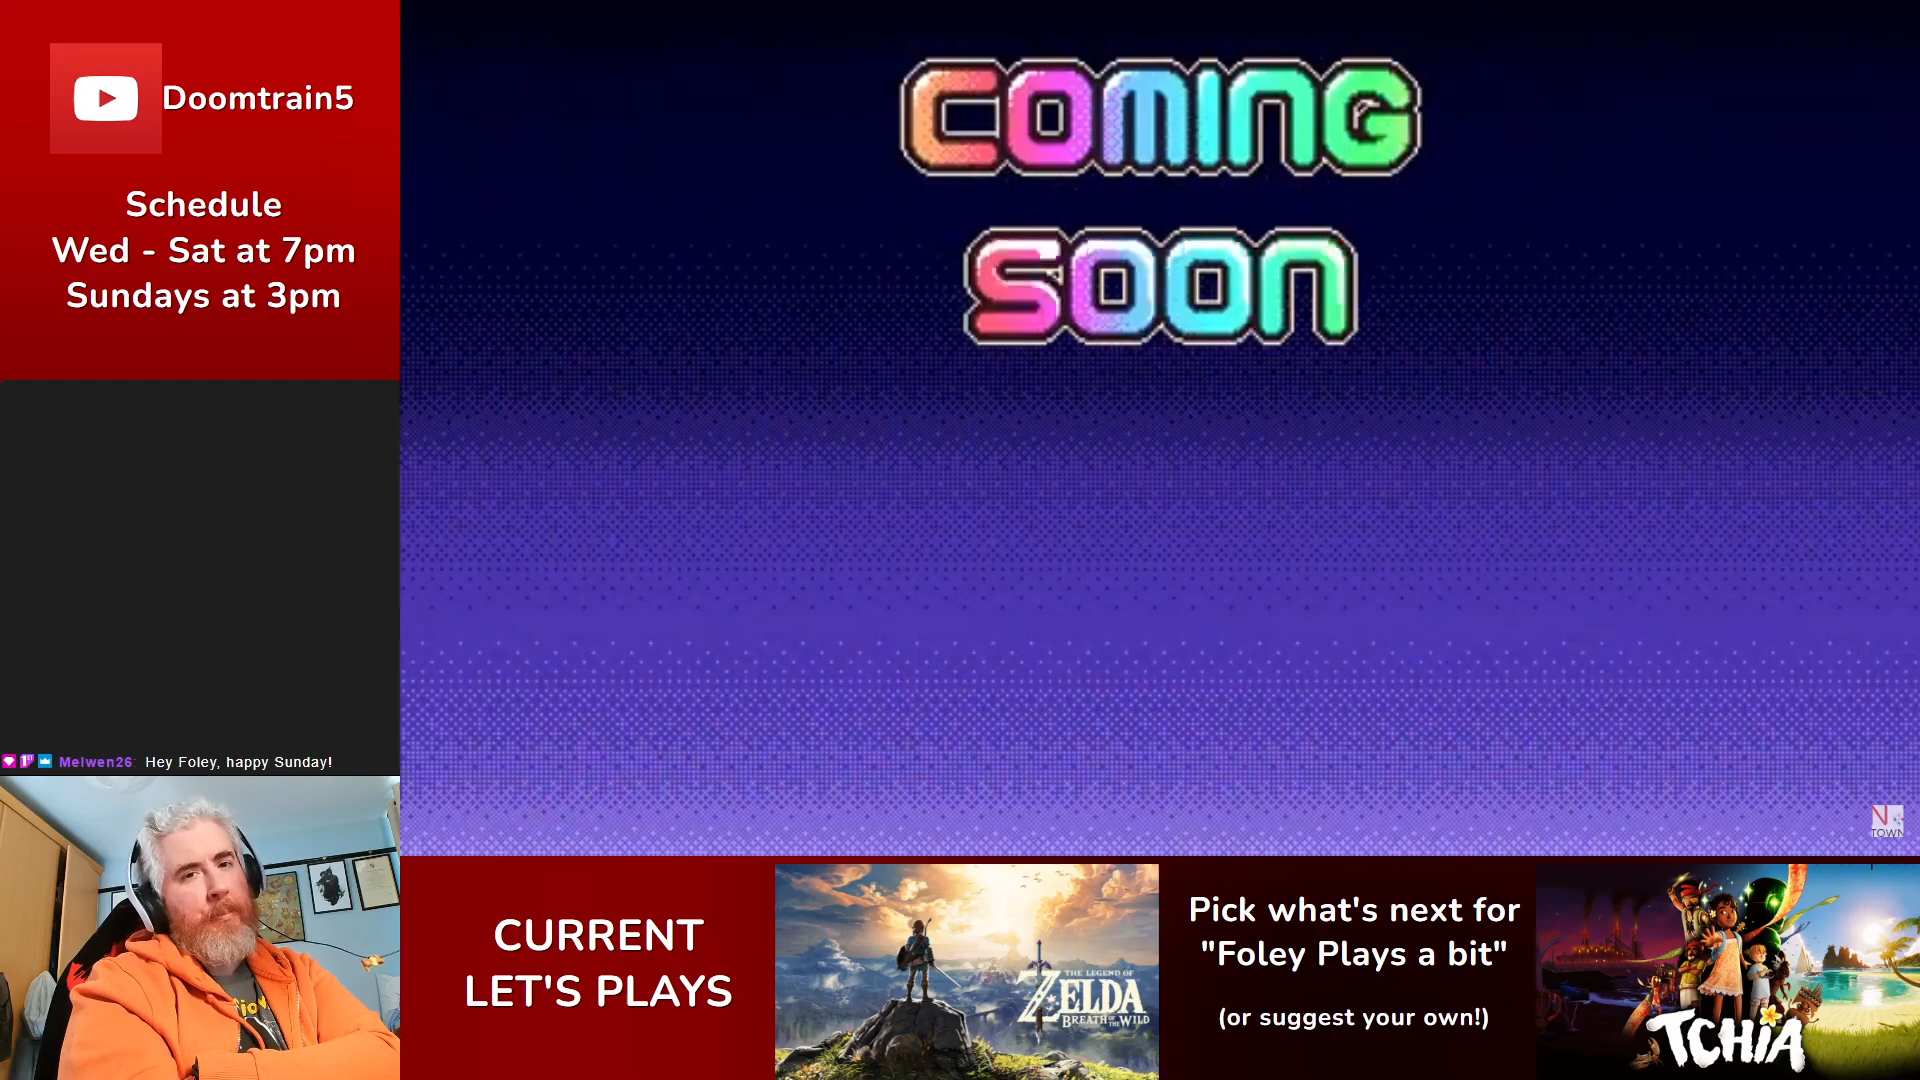 Doomtrain5
Schedule
Wed - Sat at 7pm
Sundays at 3pm
Melwen26: Hey Foley, happy Sunday!
COMING
SOON
N
TOWN
CURRENT
LET'S PLAYS
THE LEGEND OF
ZELDA
BREATH OF THE WILD
Pick what's next for
"Foley Plays a bit"
(or suggest your own!)
TCHIA